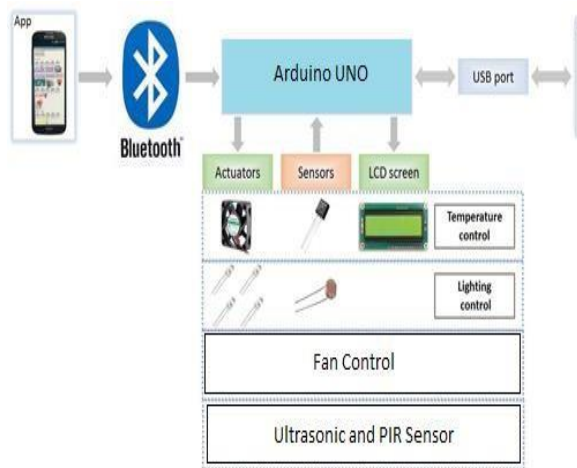 App
Bluetooth
Arduino UNO
USB port
Actuators
Sensors
LCD screen
Temperature
control
Lighting
control
Fan Control
Ultrasonic and PIR Sensor